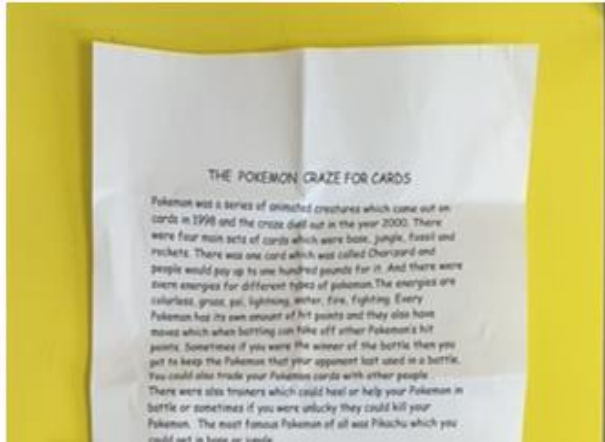 THE POKEMON CRAZE FOR CARDS
Pokemon was a series of animated creatures which came out on
cards in 1998 and the craze died out in the year 2000. There
were four main sets of cards which were base, jungle, fossil and
rockets. There was one card which was called Charizard and
people would pay up to one hundred pounds for it. And there were
energies for different types of pokemon.The energies are
colurless, grass, psi, lightning, water, fire, fighting. Every
Pokemon has its own amount of hit points and they also have
moves which when battling can take off other Pokemon's hit
points. Sometimes if you were the winner of the battle then you
got to keep the Pokemon that your opponent last used in a battle.
You could also trade your Pokemon cards with other people
There were also trainers which could heal or help your Pokemon in
battle or sometimes if you were unlucky they could kill your
Pokemon. The most famous Pokemon of all was Pikachu which you
could get in base or jungle.